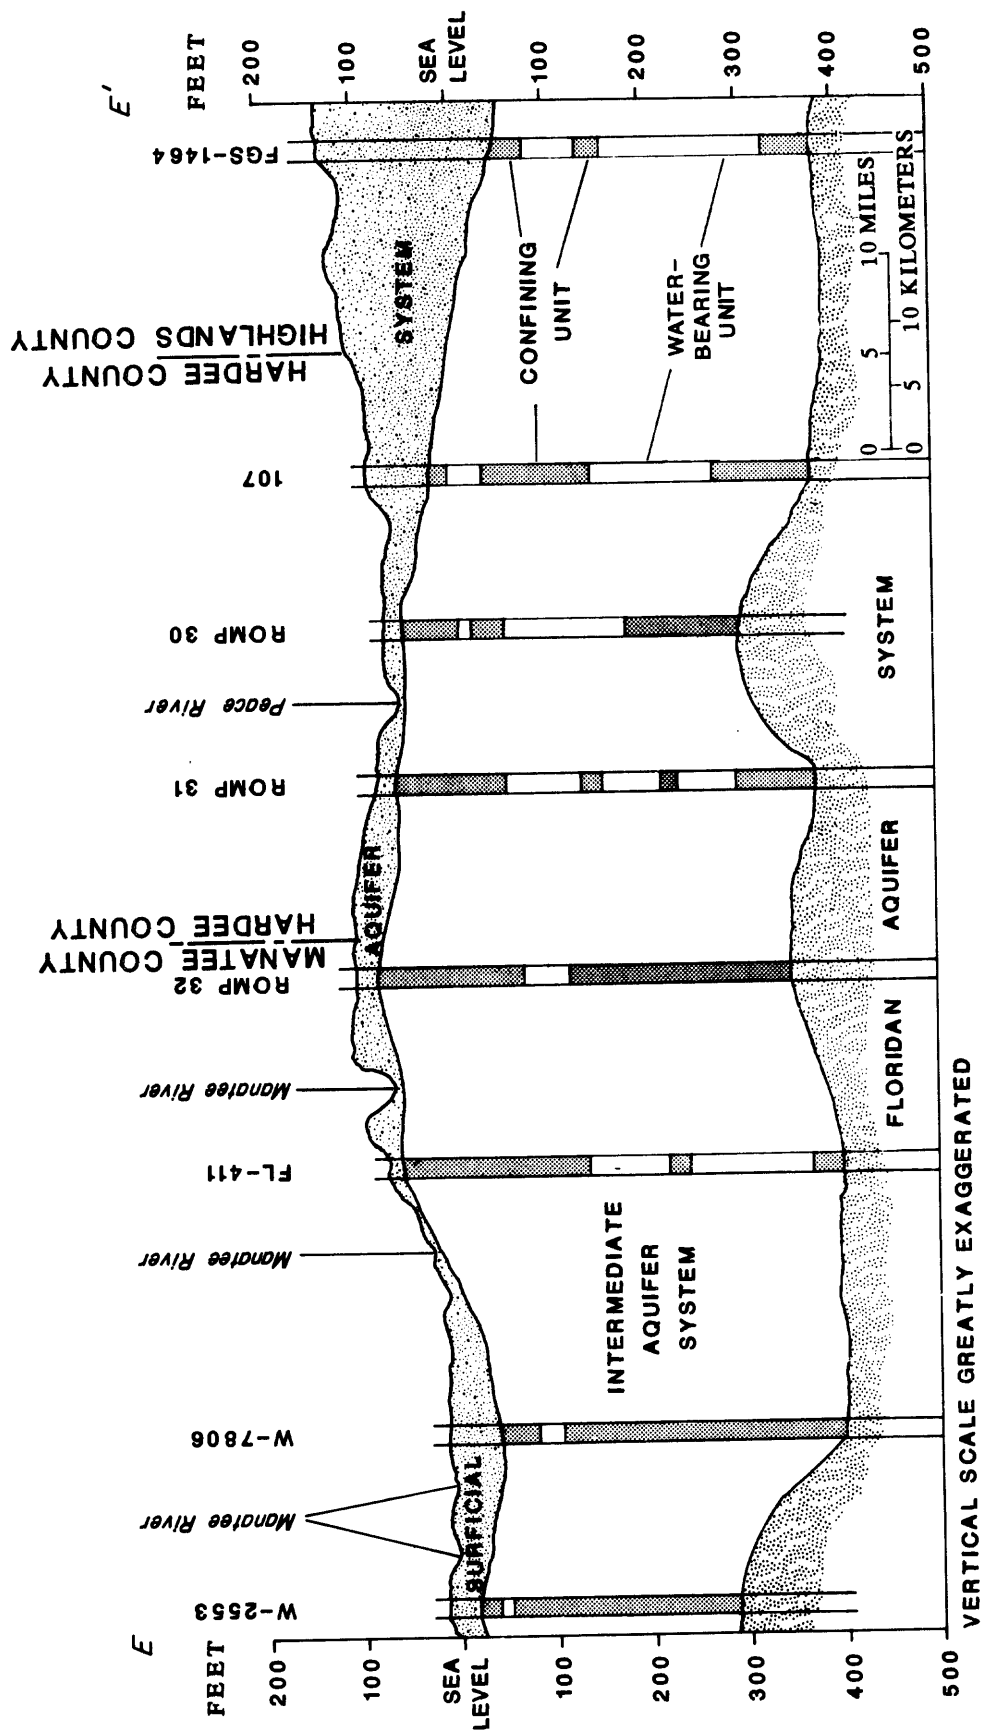 E
E'
FEET
FEET
W-2553
Manatee River
W-7806
Manatee River
FL-411
Manatee River
ROMP 32
MANATEE COUNTY
HARDEE COUNTY
ROMP 31
Peace River
ROMP 30
107
HARDEE COUNTY
HIGHLANDS COUNTY
FGS-1464
200
100
SEA
LEVEL
100
200
300
400
500
200
100
SEA
LEVEL
100
200
300
400
500
SURFICIAL
AQUIFER
SYSTEM
INTERMEDIATE
AQUIFER
SYSTEM
CONFINING
UNIT
WATER-
BEARING
UNIT
FLORIDAN
AQUIFER
SYSTEM
0 5 10 MILES
0 5 10 KILOMETERS
VERTICAL SCALE GREATLY EXAGGERATED